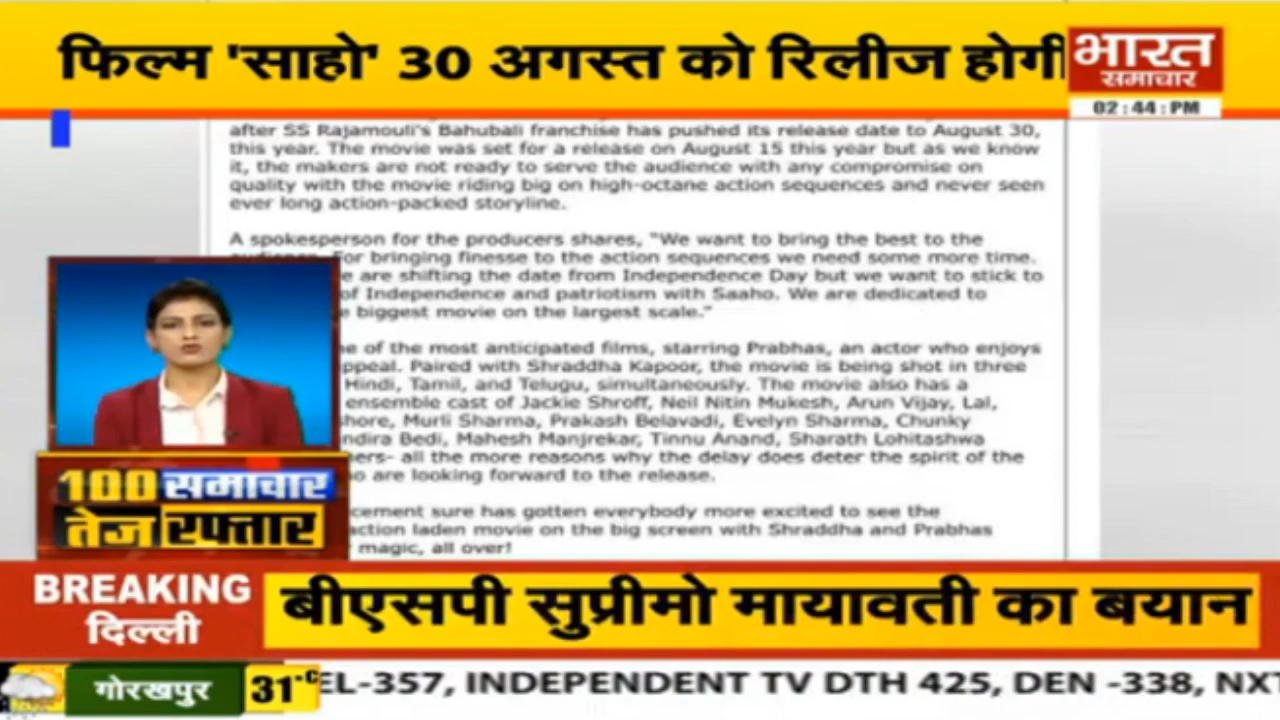 फिल्म 'साहो' 30 अगस्त को रिलीज होगी
भारत
समाचार
02:44:PM
after SS Rajamouli's Bahubali franchise has pushed its release date to August 30,
this year. The movie was set for a release on August 15 this year but as we know
it, the makers are not ready to serve the audience with any compromise on
quality with the movie riding big on high-octane action sequences and never seen
ever long action-packed storyline.
A spokesperson for the producers shares, "We want to bring the best to the
For bringing finesse to the action sequences we need some more time.
e are shifting the date from Independence Day but we want to stick to
of Independence and patriotism with Saaho. We are dedicated to
e biggest movie on the largest scale."
ne of the most anticipated films, starring Prabhas, an actor who enjoys
ppeal. Paired with Shraddha Kapoor, the movie is being shot in three
Hindi, Tamil, and Telugu, simultaneously. The movie also has a
ensemble cast of Jackie Shroff, Neil Nitin Mukesh, Arun Vijay, Lal,
shore, Murli Sharma, Prakash Belavadi, Evelyn Sharma, Chunky
ndira Bedi, Mahesh Manjrekar, Tinnu Anand, Sharath Lohitashwa
ers- all the more reasons why the delay does deter the spirit of the
o are looking forward to the release.
cement sure has gotten everybody more excited to see the
action laden movie on the big screen with Shraddha and Prabhas
magic, all over!
100 समाचार
तेज रफ्तार
BREAKING
दिल्ली
बीएसपी सुप्रीमो मायावती का बयान
गोरखपुर 31°C EL-357, INDEPENDENT TV DTH 425, DEN -338, NXT